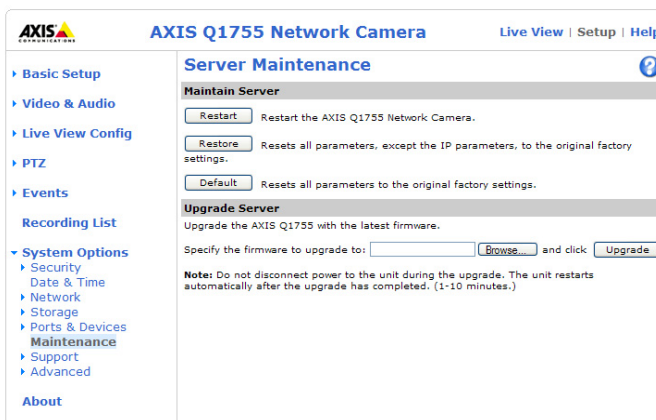 AXIS
COMMUNICATIONS
AXIS Q1755 Network Camera
Live View | Setup | Help
Basic Setup
Video & Audio
Live View Config
PTZ
Events
Recording List
System Options
Security
Date & Time
Network
Storage
Ports & Devices
Maintenance
Support
Advanced
About
Server Maintenance
?
Maintain Server
Restart Restart the AXIS Q1755 Network Camera.
Restore Resets all parameters, except the IP parameters, to the original factory
settings.
Default Resets all parameters to the original factory settings.
Upgrade Server
Upgrade the AXIS Q1755 with the latest firmware.
Specify the firmware to upgrade to: Browse... and click Upgrade
Note: Do not disconnect power to the unit during the upgrade. The unit restarts
automatically after the upgrade has completed. (1-10 minutes.)